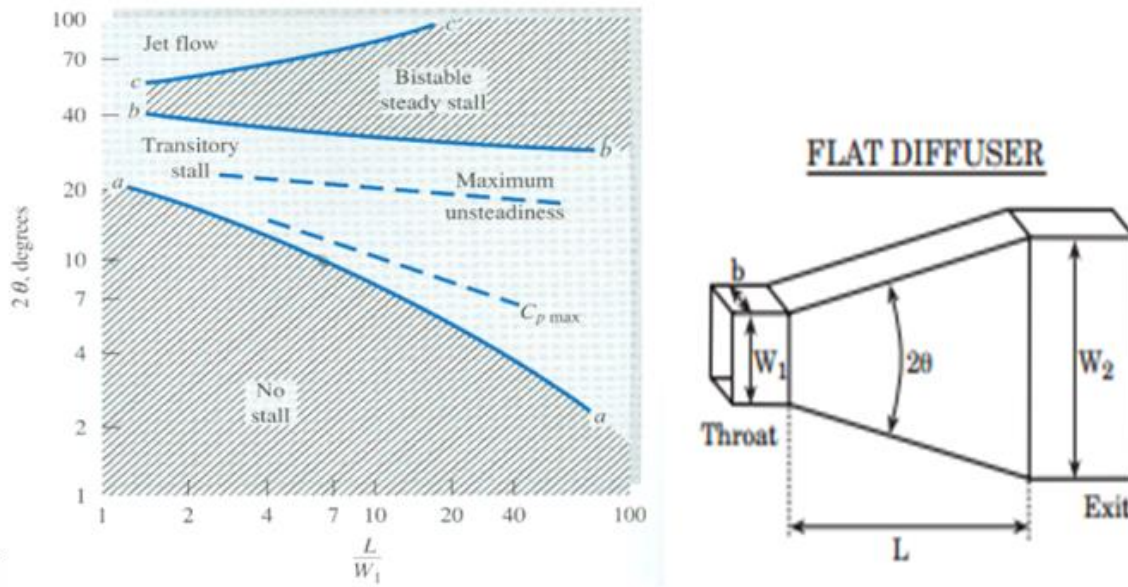 100
70
40
20
10
7
4
2
1
2 θ, degrees
Jet flow
c
c
Bistable
steady stall
b
b
Transitory
stall
a
Maximum
unsteadiness
C_p max
No
stall
a
1 2 4 7 10 20 40 100
L
W₁
FLAT DIFFUSER
b
W₁
2θ
W₂
Throat
Exit
L